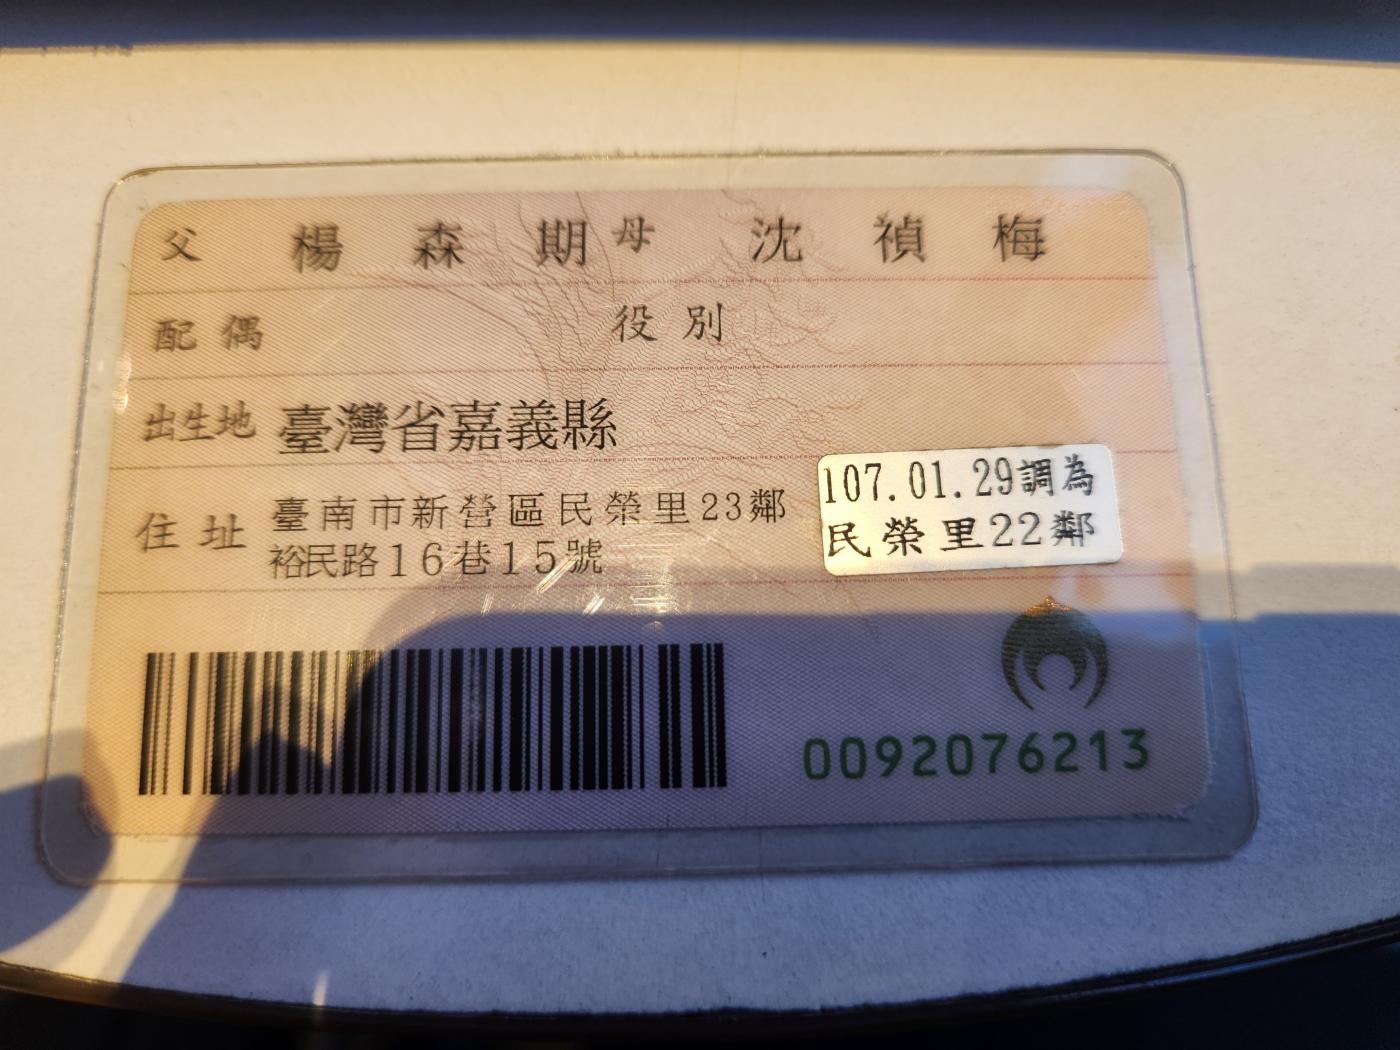 父 楊森期 母 沈禎梅
配偶 役別
出生地 臺灣省嘉義縣
住址 臺南市新營區民榮里23鄰
裕民路16巷15號
107.01.29調為
民榮里22鄰
0092076213